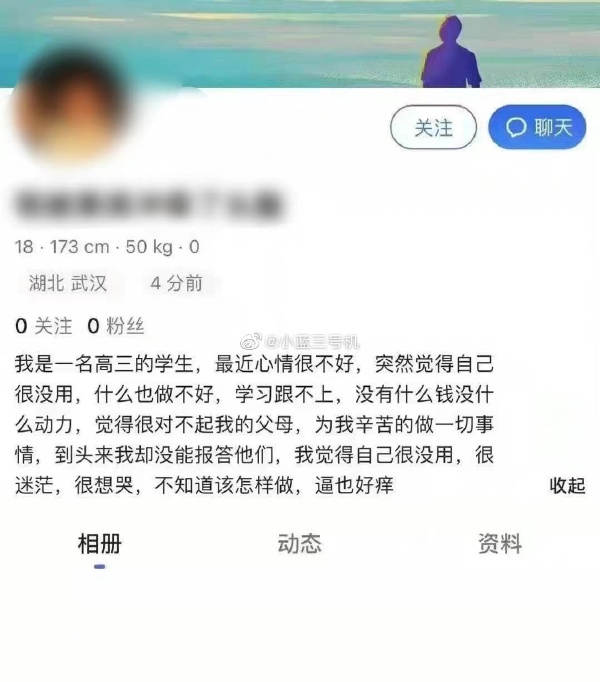 关注
聊天
18 · 173 cm · 50 kg · 0
湖北 武汉
4 分前
0 关注 0 粉丝
@小蓝三号机
我是一名高三的学生，最近心情很不好，突然觉得自己
很没用，什么也做不好，学习跟不上，没有什么钱没什
么动力，觉得很对不起我的父母，为我辛苦的做一切事
情，到头来我却没能报答他们，我觉得自己很没用，很
迷茫，很想哭，不知道该怎样做，逼也好痒
收起
相册
动态
资料